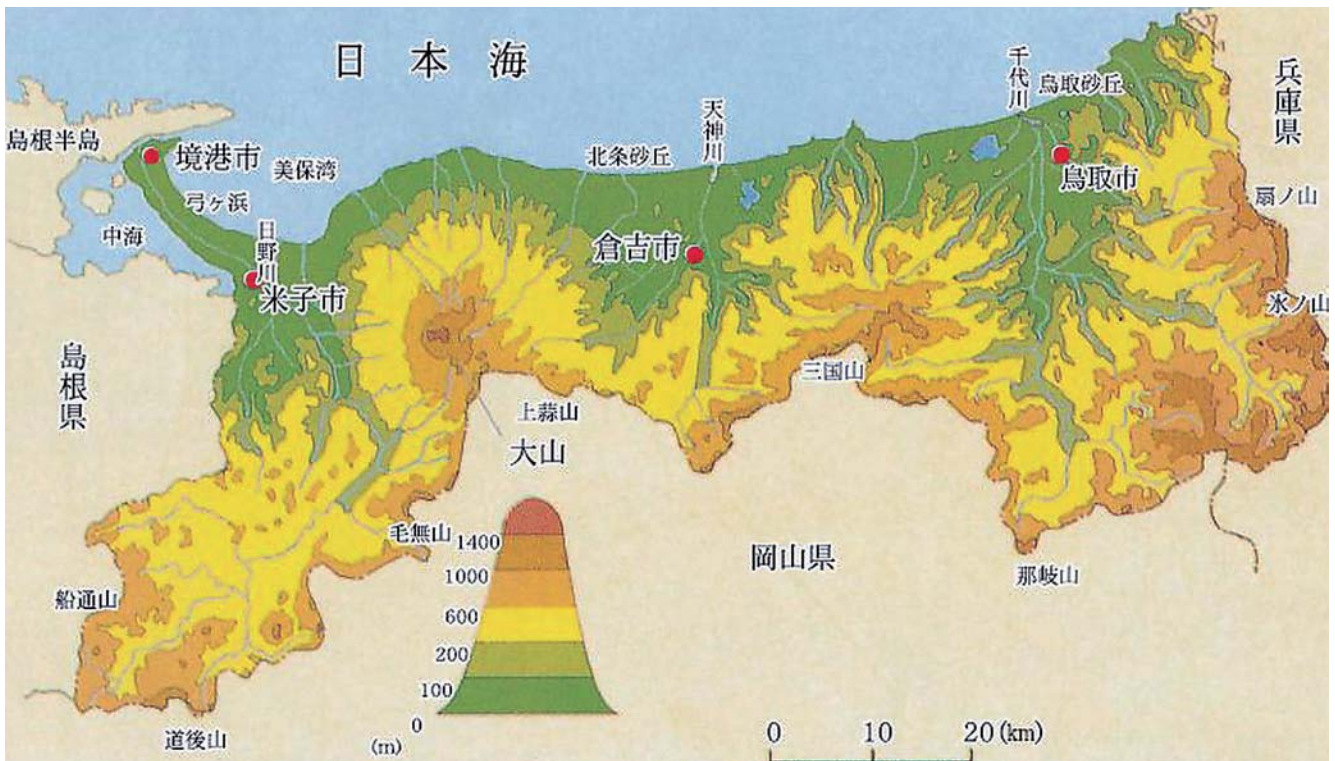 日本海
島根半島
境港市
美保湾
弓ヶ浜
中海
日野川
米子市
島根県
北条砂丘
天神川
倉吉市
千代川
鳥取砂丘
鳥取市
兵庫県
扇ノ山
氷ノ山
三国山
上蒜山
大山
毛無山
船通山
道後山
岡山県
那岐山
1400
1000
600
200
100
0
(m)
0 10 20(km)